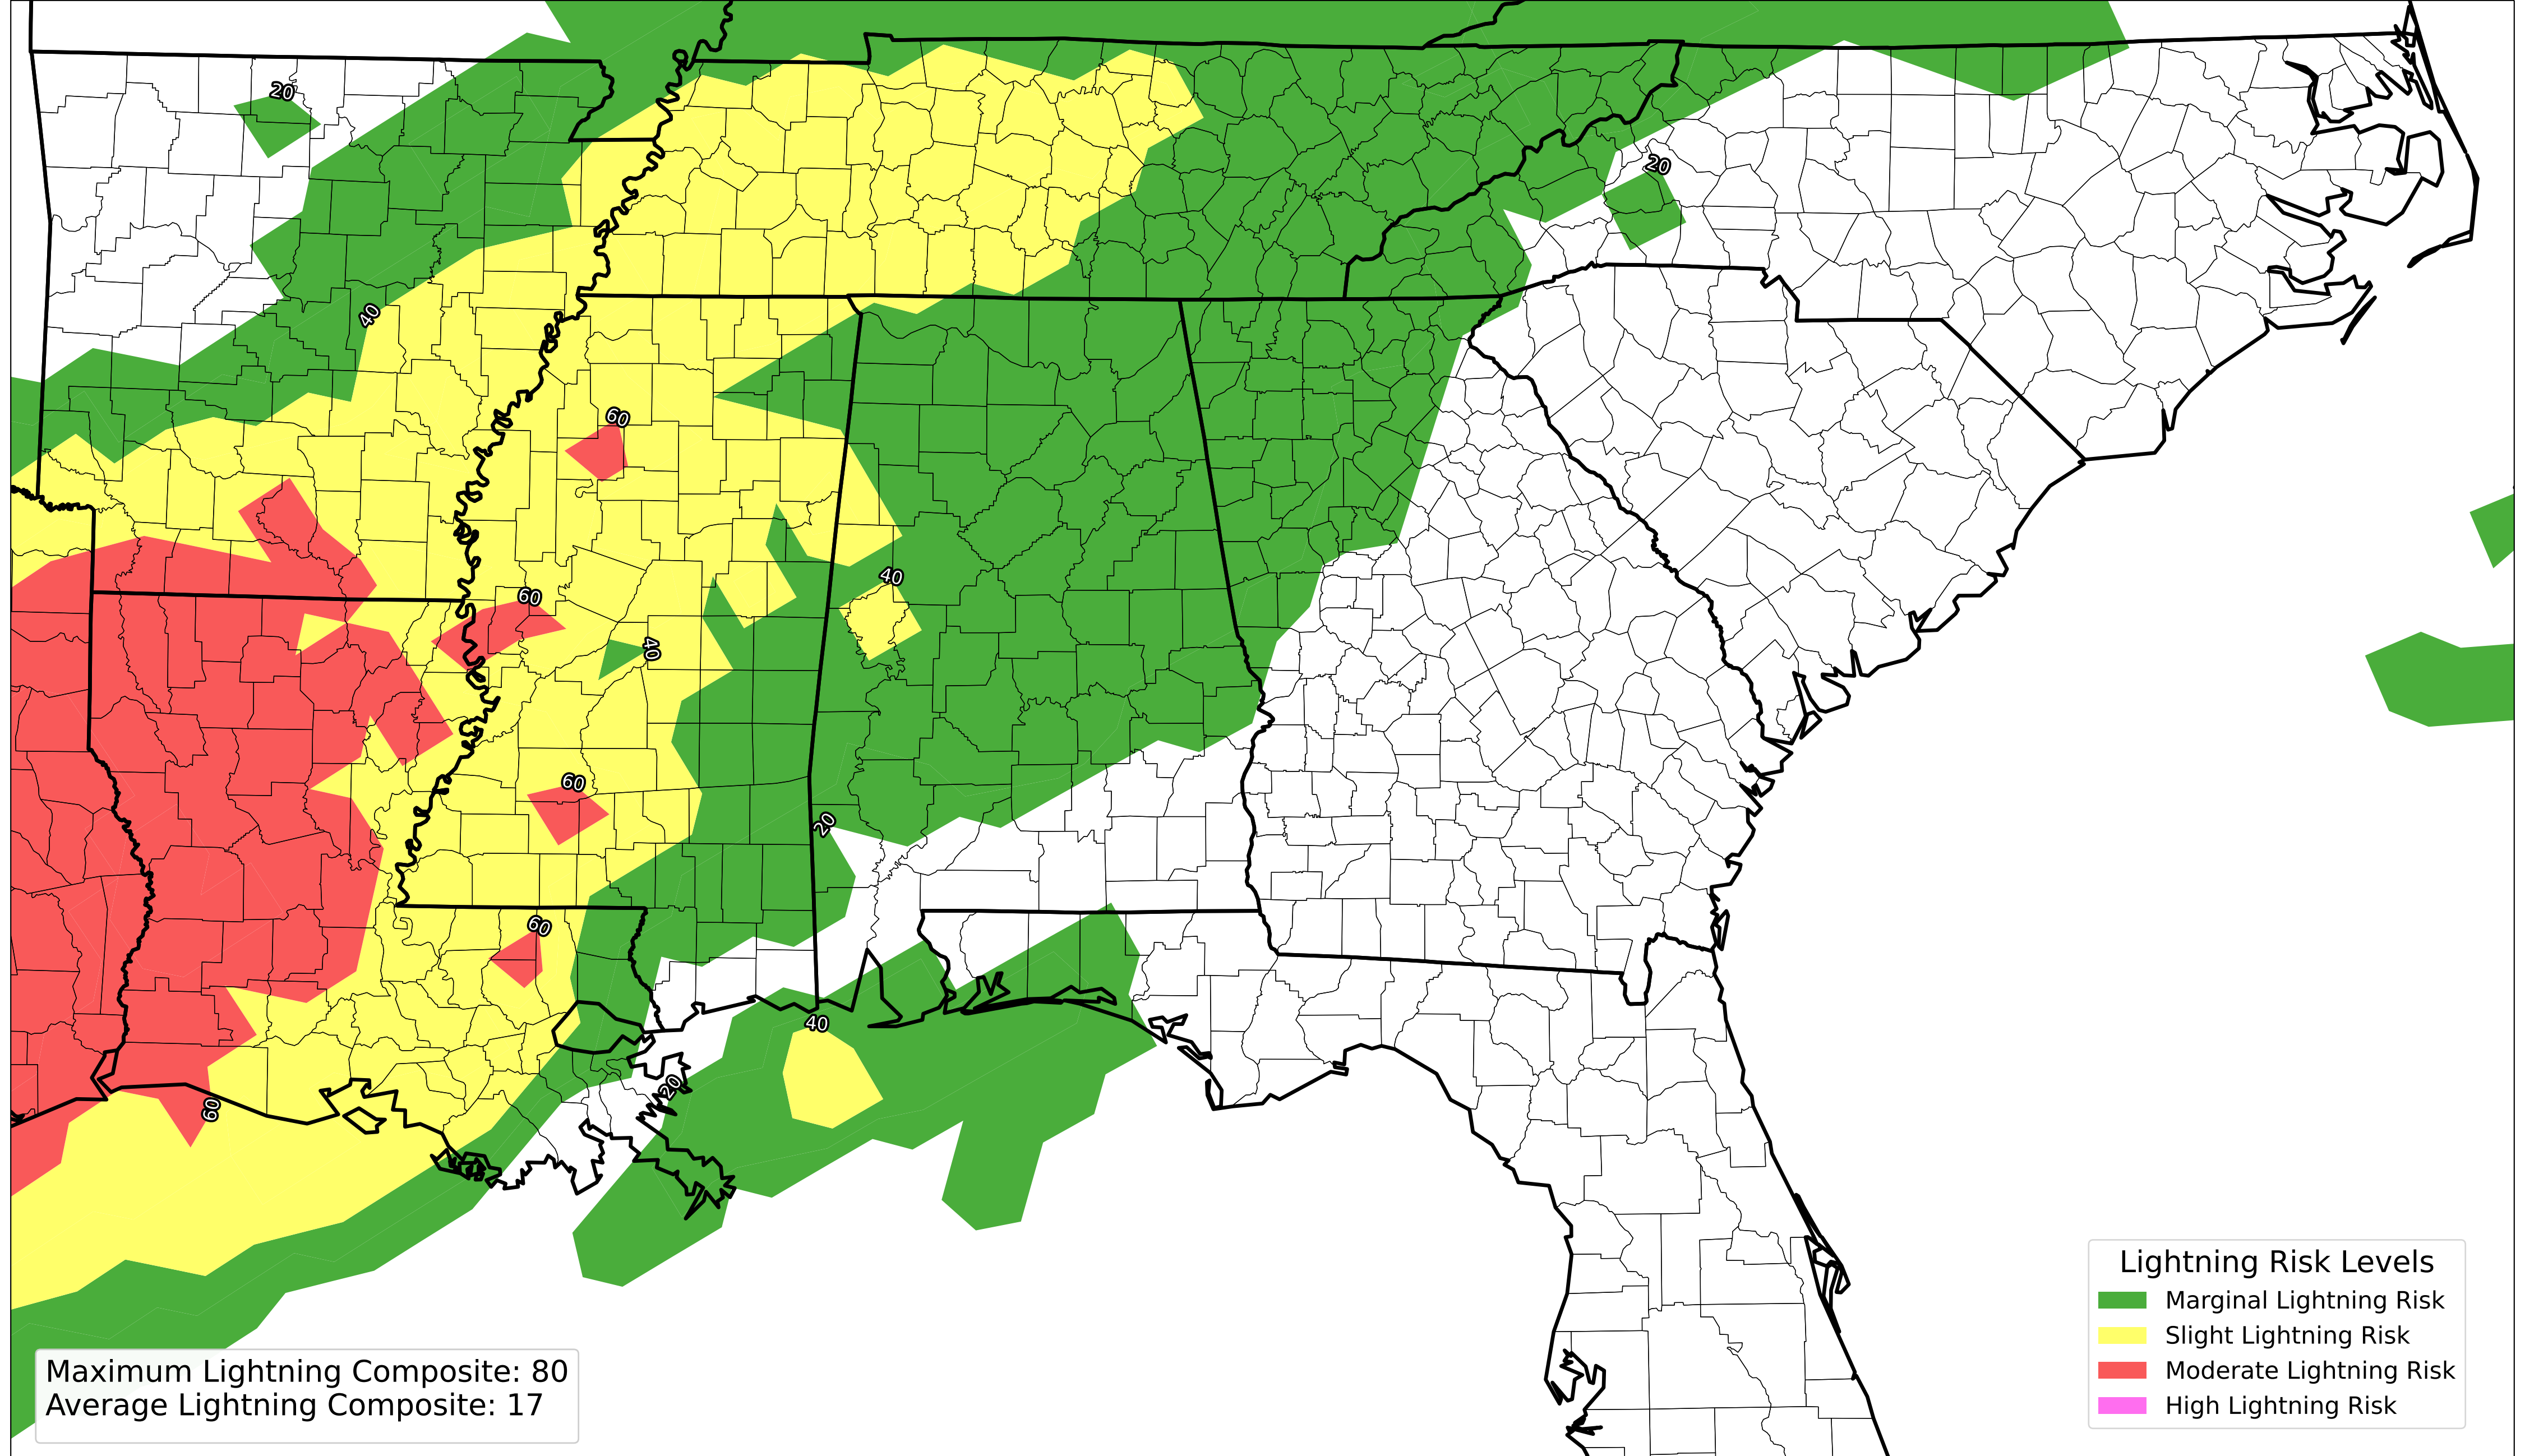 20
20
40
60
40
60
40
60
20
60
40
20
60
Lightning Risk Levels
Marginal Lightning Risk
Slight Lightning Risk
Moderate Lightning Risk
High Lightning Risk
Maximum Lightning Composite: 80
Average Lightning Composite: 17